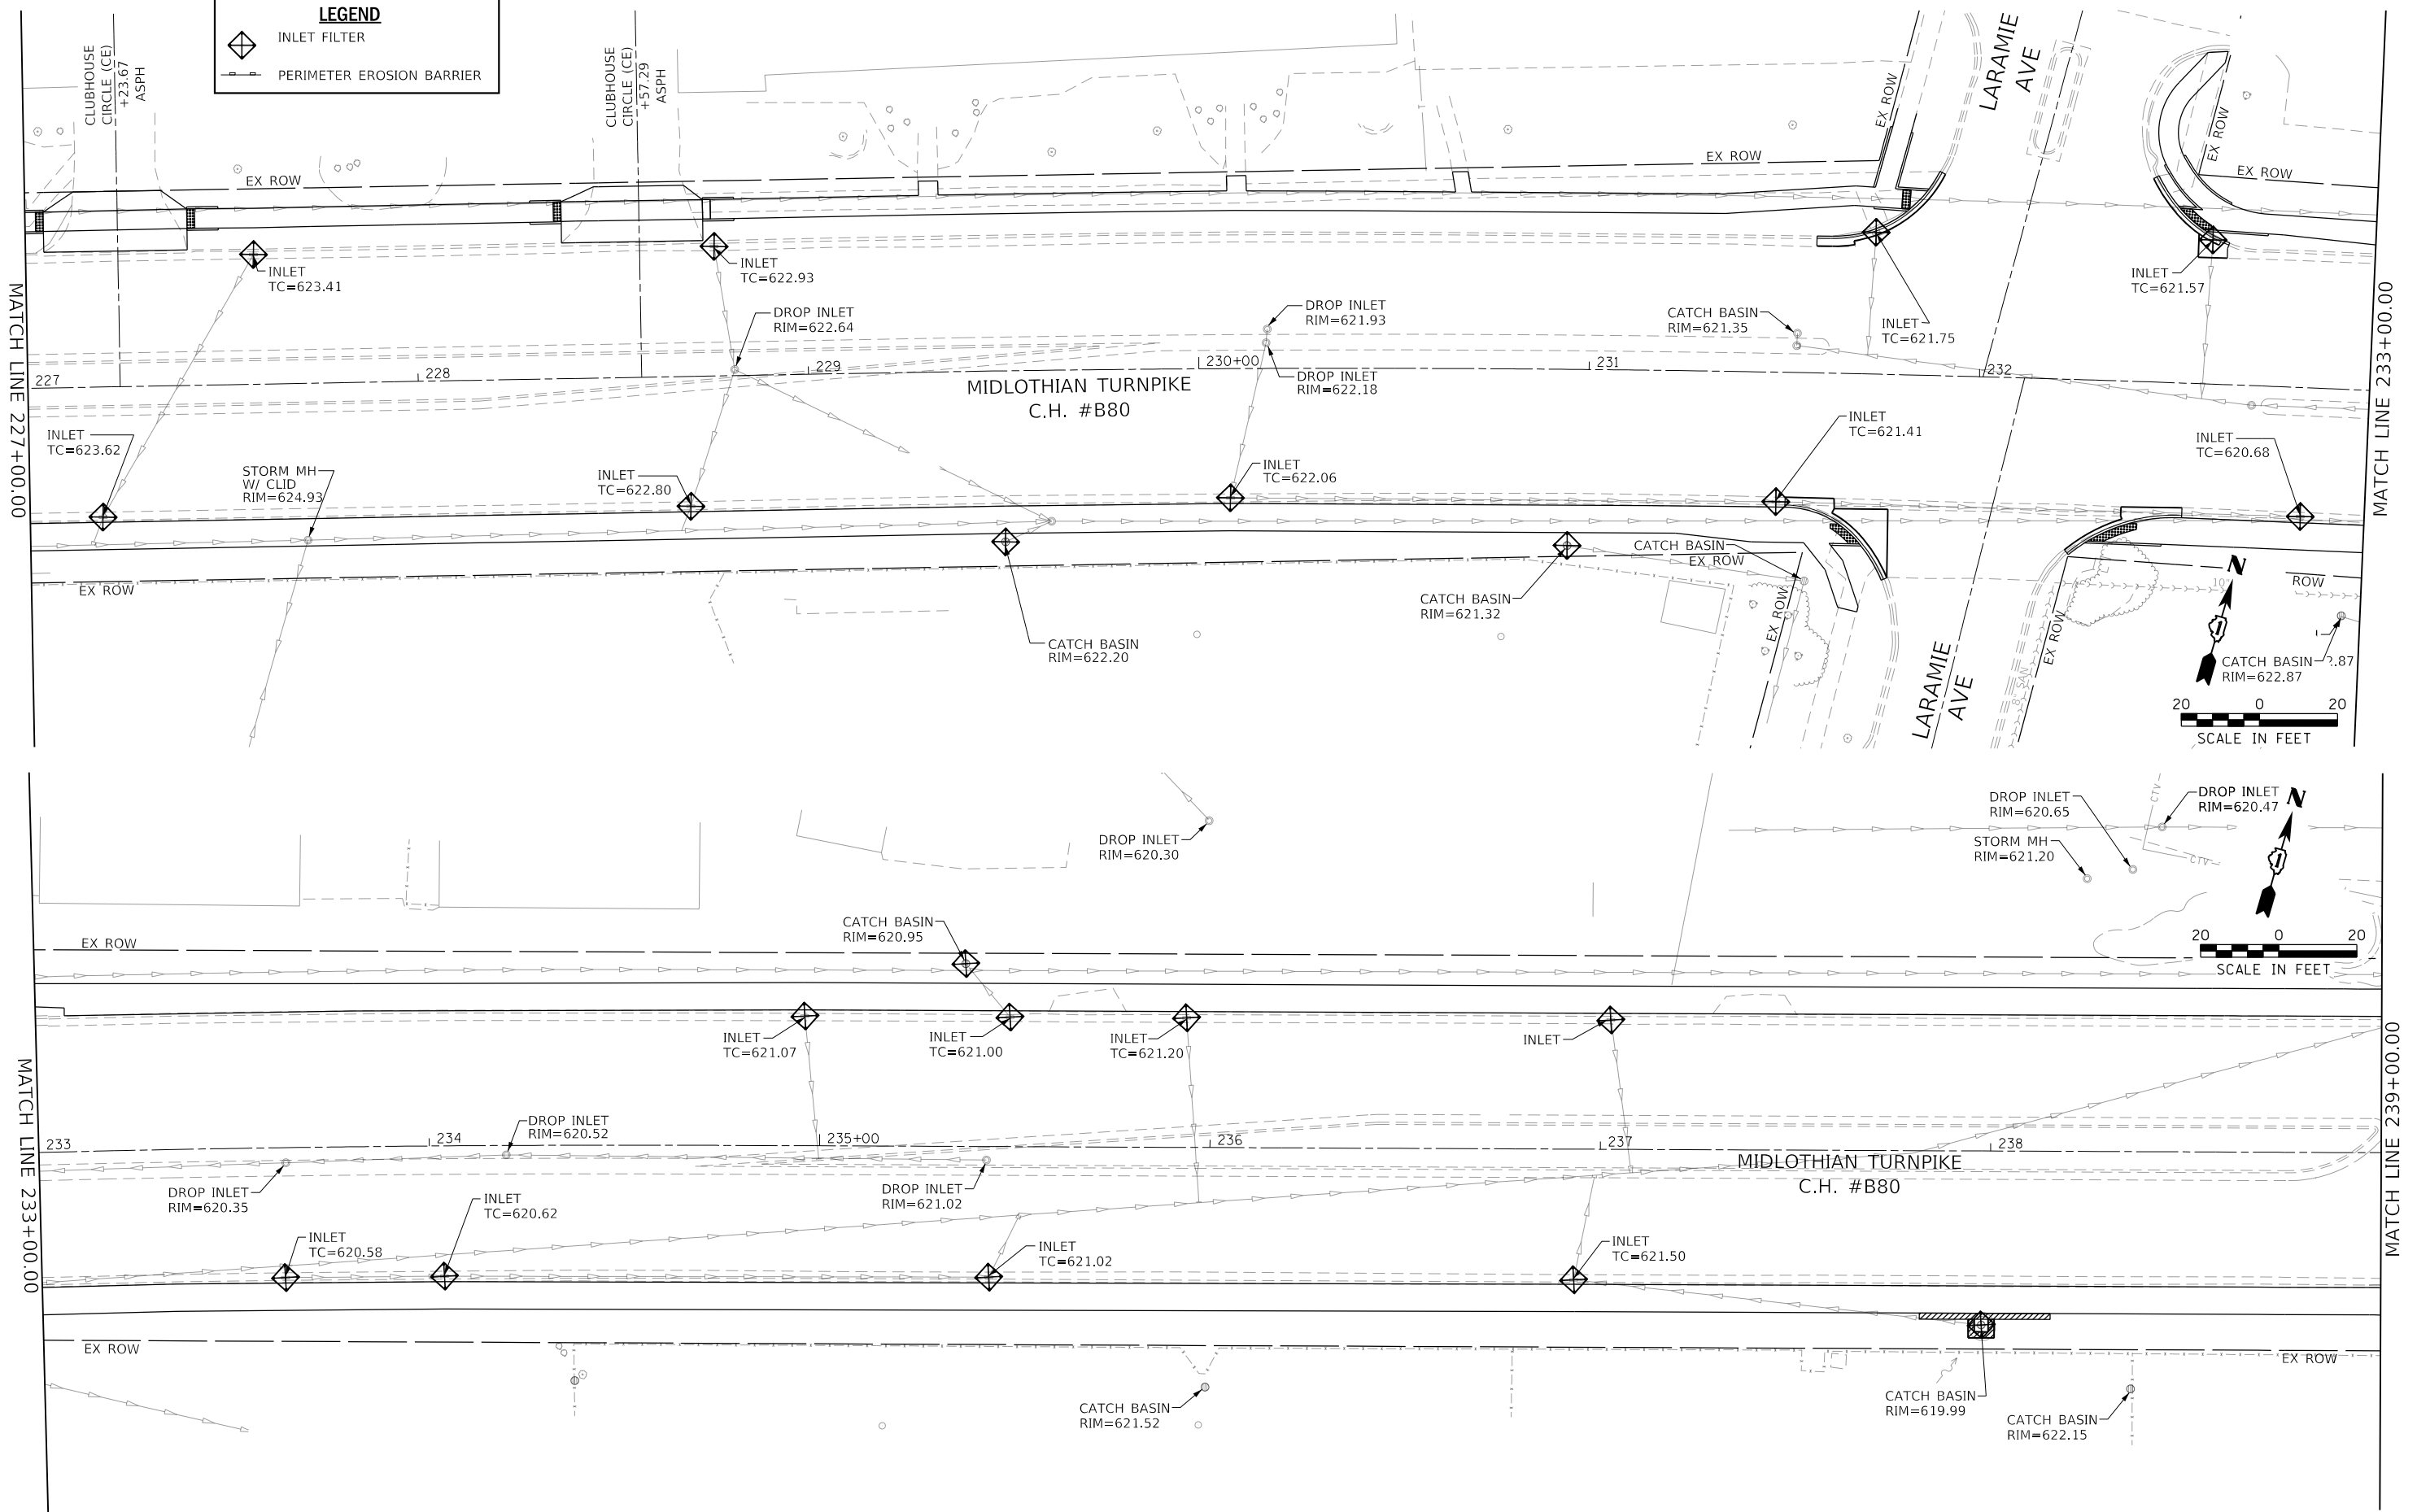 LEGEND
INLET FILTER
PERIMETER EROSION BARRIER
CLUBHOUSE
CIRCLE (CE)
+23.67
ASPH
CLUBHOUSE
CIRCLE (CE)
+57.29
ASPH
LARAMIE
AVE
EX ROW
EX ROW
EX ROW
EX ROW
EX ROW
MATCH LINE 227+00.00
MATCH LINE 233+00.00
INLET
TC=623.41
INLET
TC=622.93
DROP INLET
RIM=622.64
DROP INLET
RIM=621.93
CATCH BASIN
RIM=621.35
INLET
TC=621.75
INLET
TC=621.57
DROP INLET
RIM=622.18
227
228
229
230+00
231
232
MIDLOTHIAN TURNPIKE
C.H. #B80
INLET
TC=623.62
STORM MH
W/ CLID
RIM=624.93
INLET
TC=622.80
INLET
TC=622.06
INLET
TC=621.41
INLET
TC=620.68
CATCH BASIN
EX ROW
EX ROW
CATCH BASIN
RIM=621.32
CATCH BASIN
RIM=622.20
EX ROW
EX ROW
ROW
10"
8" SAN
LARAMIE
AVE
N
CATCH BASIN
RIM=622.87
2.87
20 0 20
SCALE IN FEET
DROP INLET
RIM=620.30
DROP INLET
RIM=620.65
STORM MH
RIM=621.20
DROP INLET
RIM=620.47
CTV
CTV
N
20 0 20
SCALE IN FEET
EX ROW
CATCH BASIN
RIM=620.95
INLET
TC=621.07
INLET
TC=621.00
INLET
TC=621.20
INLET
MATCH LINE 233+00.00
MATCH LINE 239+00.00
233
234
235+00
236
237
238
DROP INLET
RIM=620.52
MIDLOTHIAN TURNPIKE
C.H. #B80
DROP INLET
RIM=620.35
INLET
TC=620.62
DROP INLET
RIM=621.02
INLET
TC=620.58
INLET
TC=621.02
INLET
TC=621.50
EX ROW
EX ROW
CATCH BASIN
RIM=621.52
CATCH BASIN
RIM=619.99
CATCH BASIN
RIM=622.15